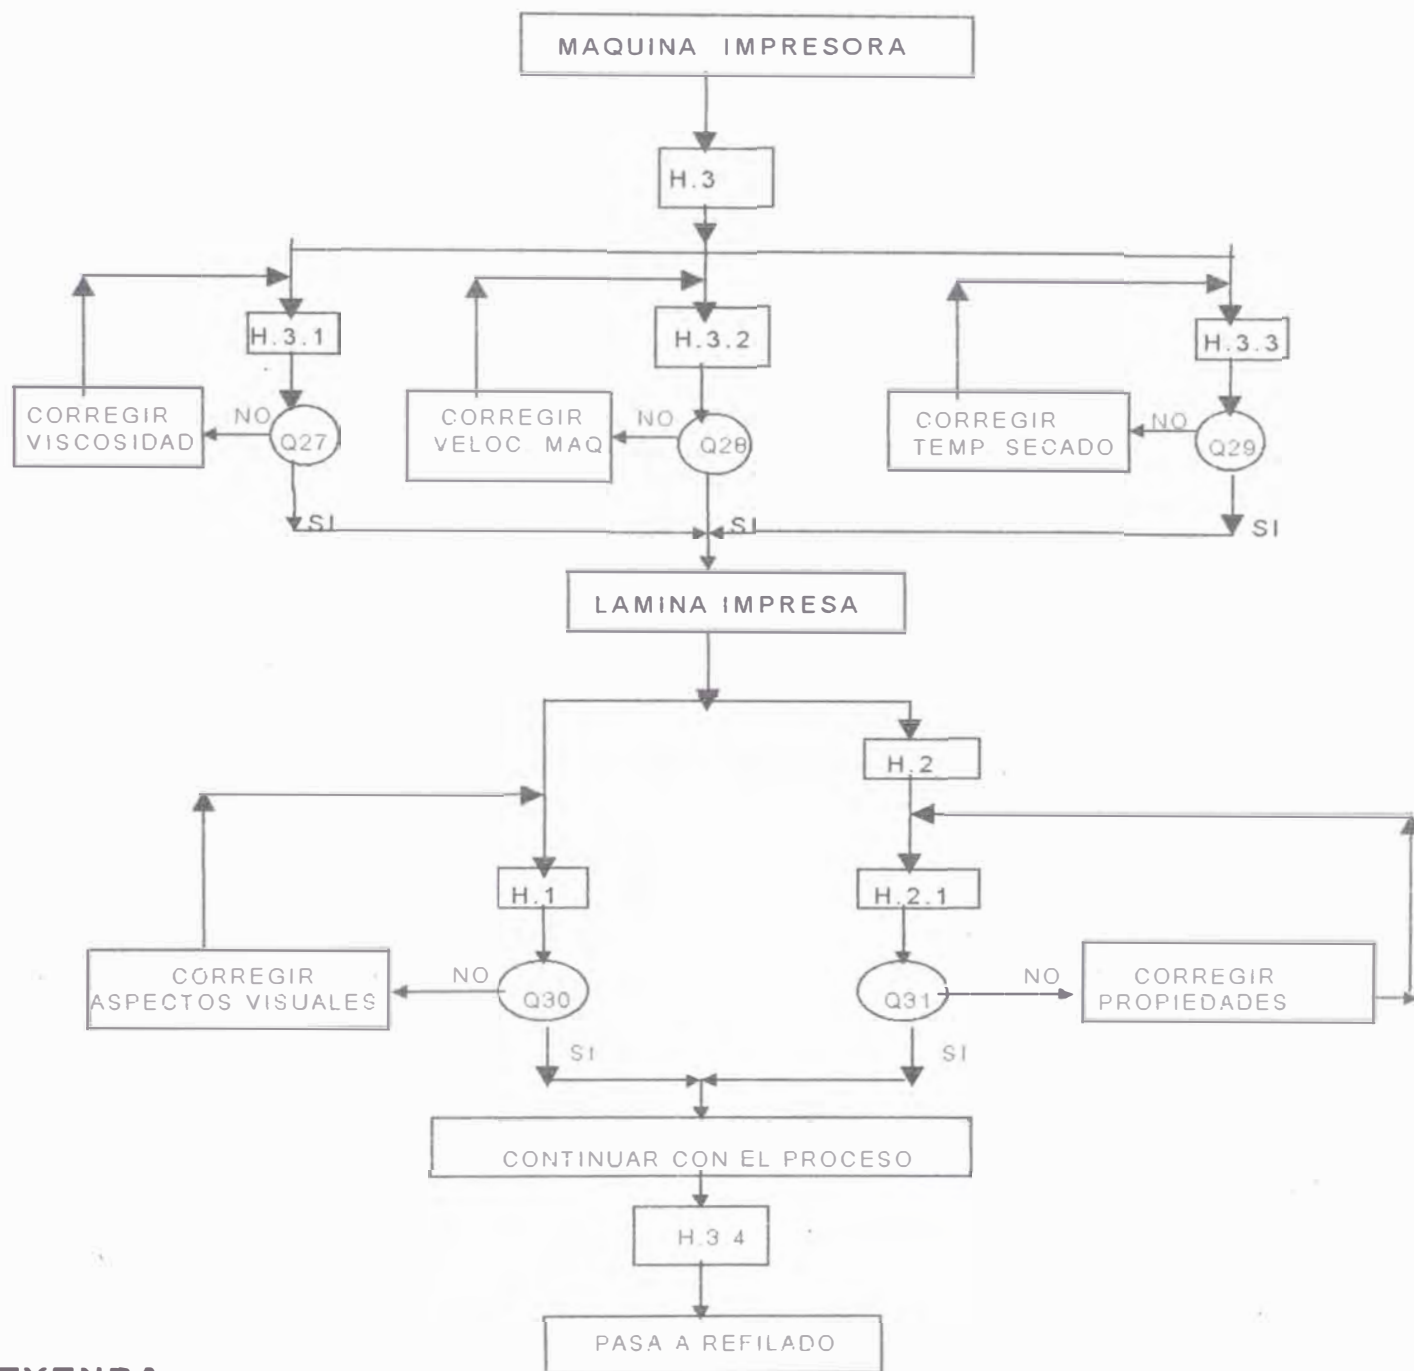 MAQUINA IMPRESORA
H.3
H.3.1
H.3.2
H.3.3
CORREGIR
VISCOSIDAD
NO
Q27
CORREGIR
VELOC. MAQ
NO
Q28
CORREGIR
TEMP SECADO
NO
Q29
SI
SI
SI
LAMINA IMPRESA
H.2
H.1
H.2.1
CORREGIR
ASPECTOS VISUALES
NO
Q30
Q31
NO
CORREGIR
PROPIEDADES
SI
SI
CONTINUAR CON EL PROCESO
H.3 4
PASA A REFILADO